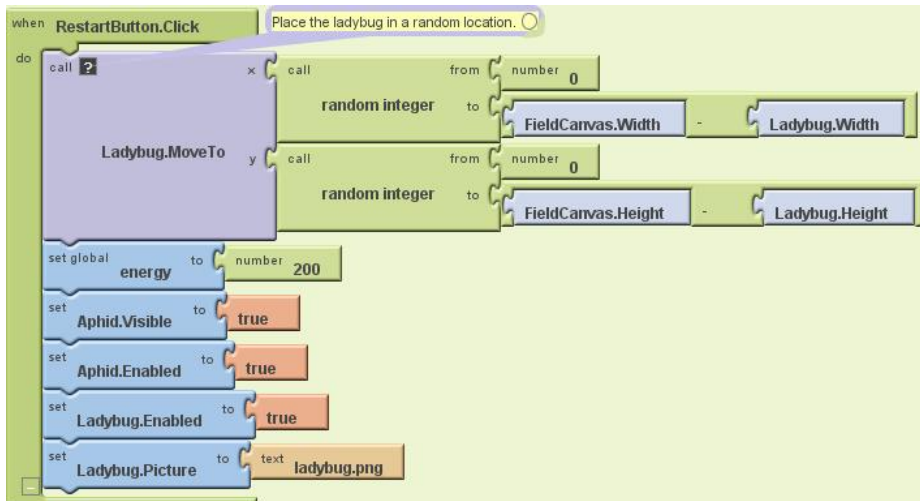 when RestartButton.Click
Place the ladybug in a random location.
do
call ? Ladybug.MoveTo
x call random integer from number 0
to FieldCanvas.Width - Ladybug.Width
y call random integer from number 0
to FieldCanvas.Height - Ladybug.Height
set global energy to number 200
set Aphid.Visible to true
set Aphid.Enabled to true
set Ladybug.Enabled to true
set Ladybug.Picture to text ladybug.png